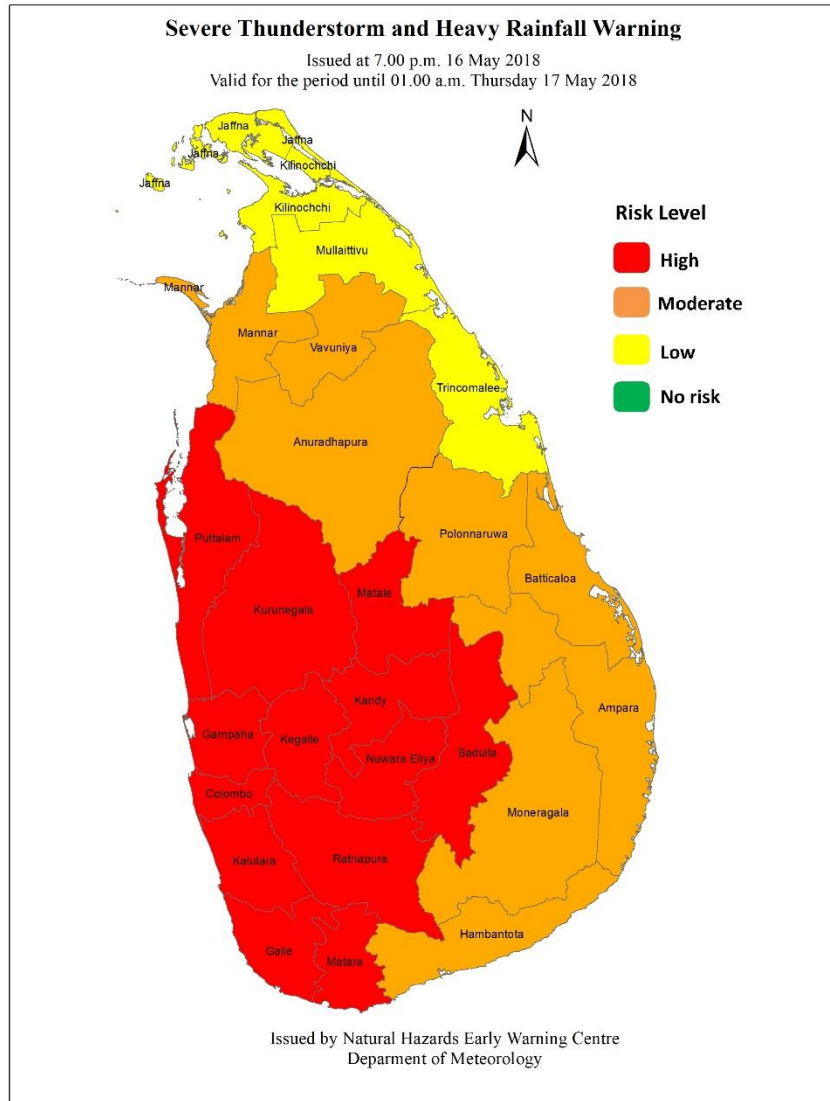 Severe Thunderstorm and Heavy Rainfall Warning
Issued at 7.00 p.m. 16 May 2018
Valid for the period until 01.00 a.m. Thursday 17 May 2018
N
Jaffna
Jaffna
Jaffna
Kilinochchi
Jaffna
Kilinochchi
Mullaittivu
Mannar
Mannar
Vavuniya
Trincomalee
Anuradhapura
Puttalam
Polonnaruwa
Batticaloa
Matale
Kurunegala
Kandy
Ampara
Gampaha
Kegalle
Nuwara Eliya
Badulla
Colombo
Moneragala
Kalutara
Ratnapura
Hambantota
Galle
Matara
Risk Level
High
Moderate
Low
No risk
Issued by Natural Hazards Early Warning Centre
Deparment of Meteorology